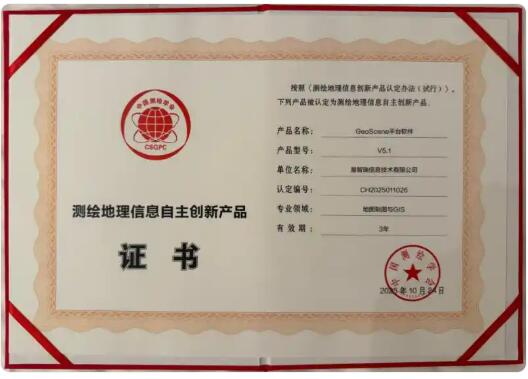 中国测绘学会
CSGPC
测绘地理信息自主创新产品
证书
按照《测绘地理信息创新产品认定办法（试行）》，
下列产品被认定为测绘地理信息自主创新产品。
产品名称： GeoScene平台软件
产品型号： V5.1
单位名称： 易智瑞信息技术有限公司
认定编号： CH2025011026
专业领域： 地图制图与GIS
有效期： 3年
中国测绘学会
2025年10月24日